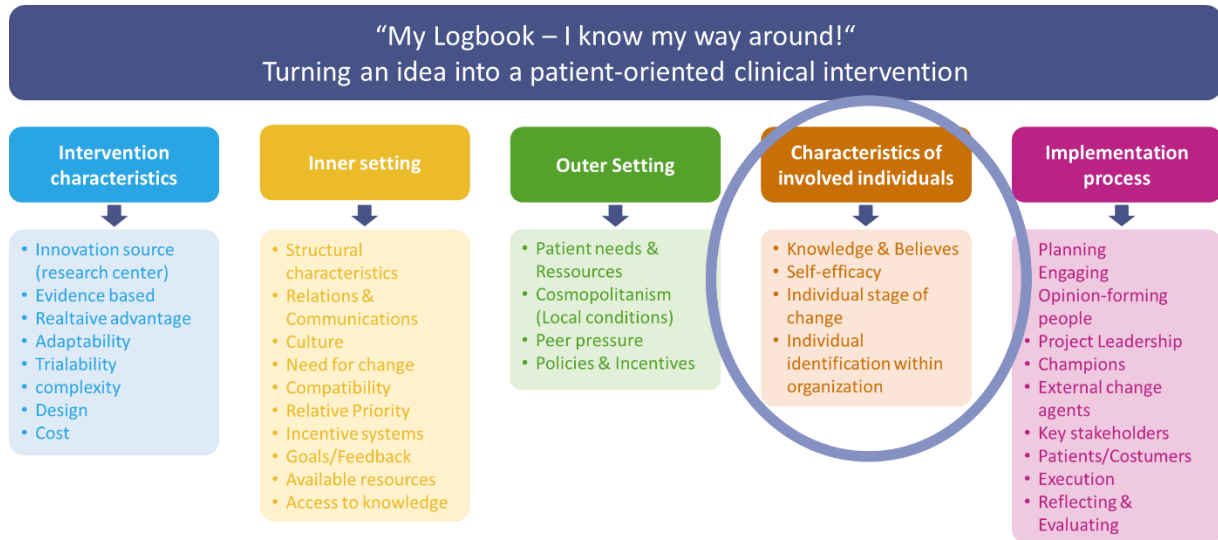 “My Logbook – I know my way around!“
Turning an idea into a patient-oriented clinical intervention
Intervention
characteristics
• Innovation source
(research center)
• Evidence based
• Realtaive advantage
• Adaptability
• Trialability
• complexity
• Design
• Cost
Inner setting
• Structural
characteristics
• Relations &
Communications
• Culture
• Need for change
• Compatibility
• Relative Priority
• Incentive systems
• Goals/Feedback
• Available resources
• Access to knowledge
Outer Setting
• Patient needs &
Ressources
• Cosmopolitanism
(Local conditions)
• Peer pressure
• Policies & Incentives
Characteristics of
involved individuals
• Knowledge & Believes
• Self-efficacy
• Individual stage of
change
• Individual
identification within
organization
Implementation
process
• Planning
• Engaging
• Opinion-forming
people
• Project Leadership
• Champions
• External change
agents
• Key stakeholders
• Patients/Costumers
• Execution
• Reflecting &
Evaluating